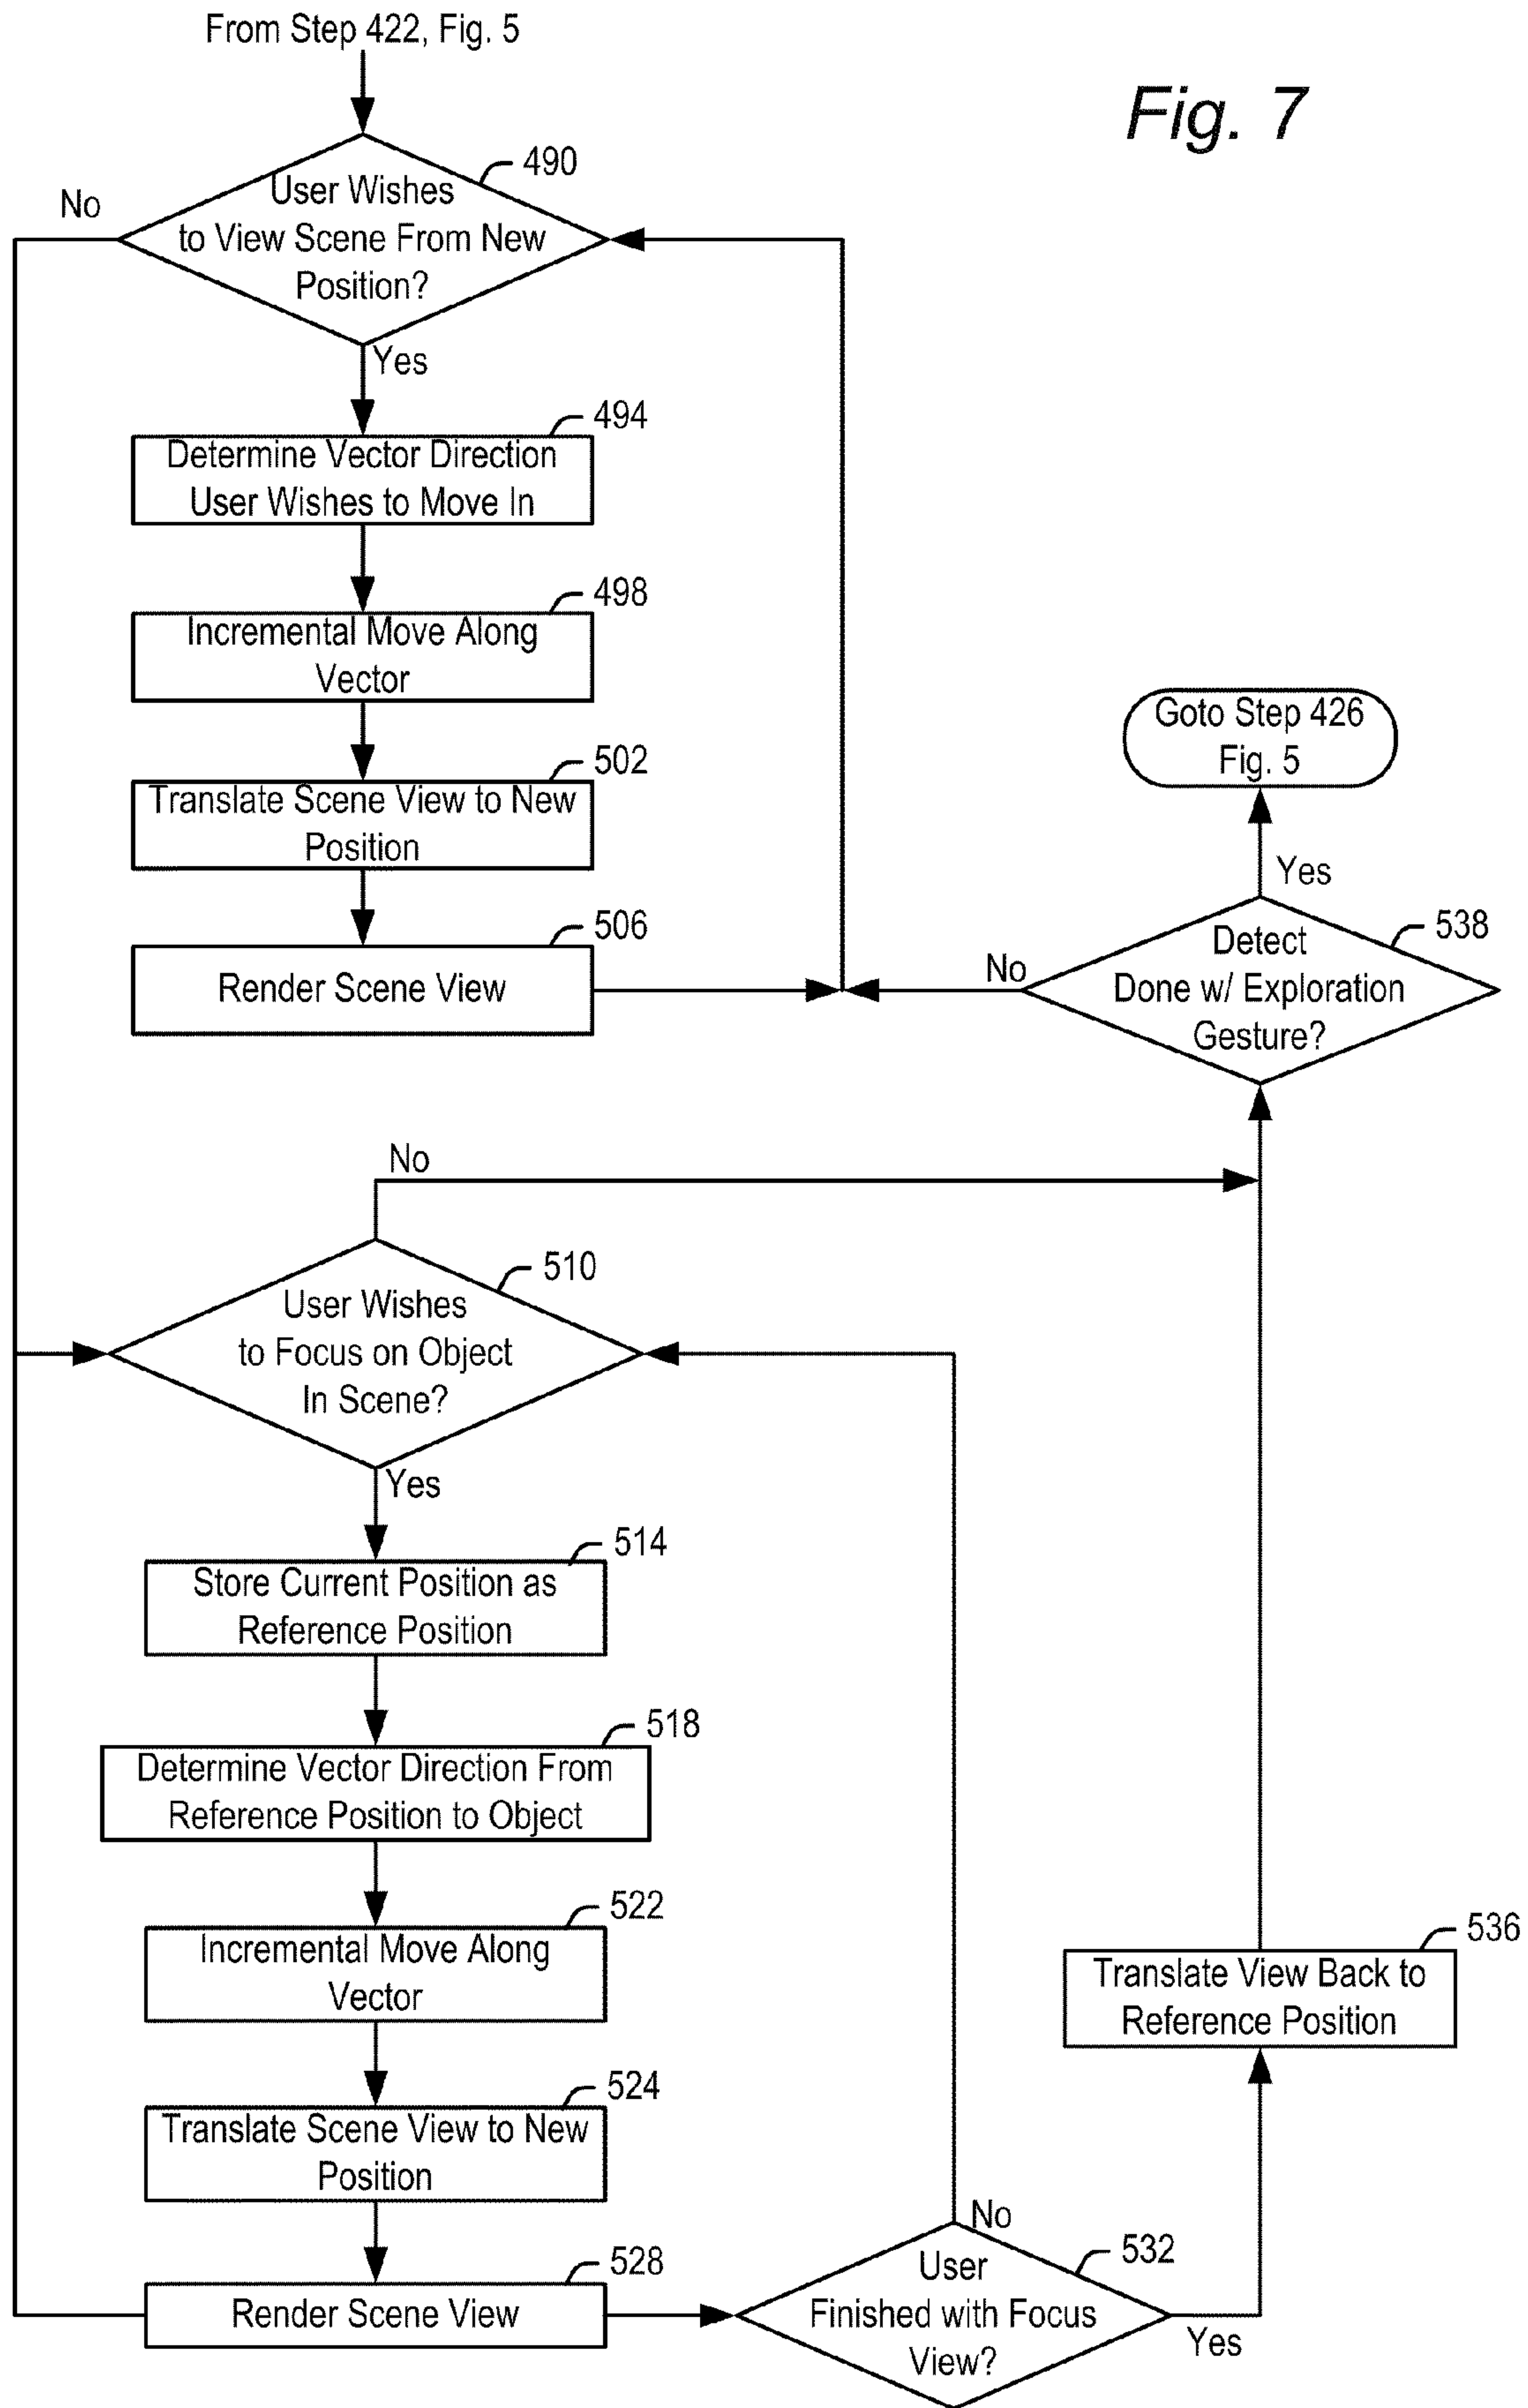 From Step 422, Fig. 5
Fig. 7
490
No
User Wishes
to View Scene From New
Position?
Yes
494
Determine Vector Direction
User Wishes to Move In
498
Incremental Move Along
Vector
502
Translate Scene View to New
Position
506
Render Scene View
Goto Step 426
Fig. 5
Yes
538
No
Detect
Done w/ Exploration
Gesture?
No
510
User Wishes
to Focus on Object
In Scene?
Yes
514
Store Current Position as
Reference Position
518
Determine Vector Direction From
Reference Position to Object
522
Incremental Move Along
Vector
524
Translate Scene View to New
Position
528
Render Scene View
No
532
User
Finished with Focus
View?
Yes
536
Translate View Back to
Reference Position